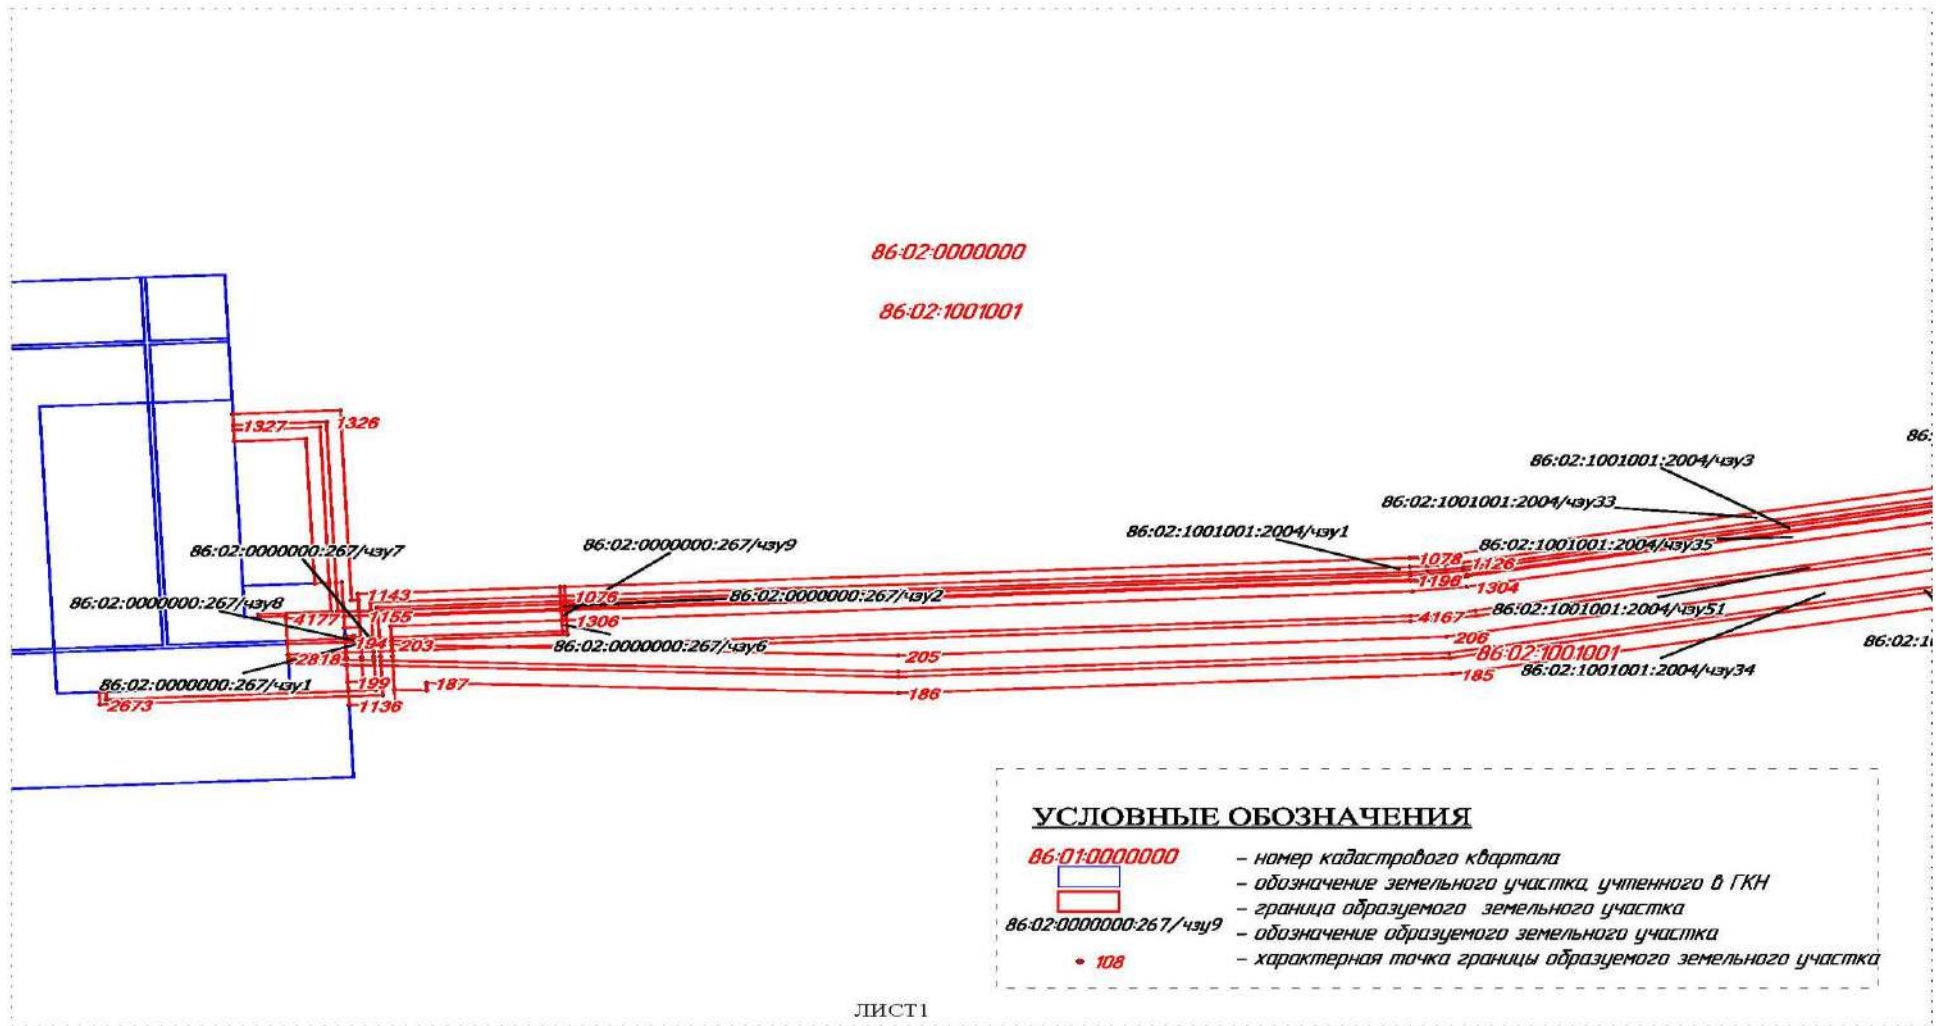 86:02:0000000
86:02:1001001
1327
1326
86:
86:02:1001001:2004/чзу3
86:02:1001001:2004/чзу33
86:02:1001001:2004/чзу1
86:02:1001001:2004/чзу35
86:02:0000000:267/чзу9
86:02:0000000:267/чзу7
1078
1126
1196
1304
1143
1076
86:02:0000000:267/чзу2
86:02:0000000:267/чзу8
86:02:1001001:2004/чзу51
4177
1155
1306
4167
194
203
86:02:0000000:267/чзу6
206
86:02:1
2818
205
86:02:1001001
86:02:1001001:2004/чзу34
86:02:0000000:267/чзу1
199
187
186
185
2673
1136
УСЛОВНЫЕ ОБОЗНАЧЕНИЯ
86:01:0000000 – номер кадастрового квартала
– обозначение земельного участка, учтенного в ГКН
– граница образуемого земельного участка
86:02:0000000:267/чзу9 – обозначение образуемого земельного участка
108 – характерная точка границы образуемого земельного участка
ЛИСТ1